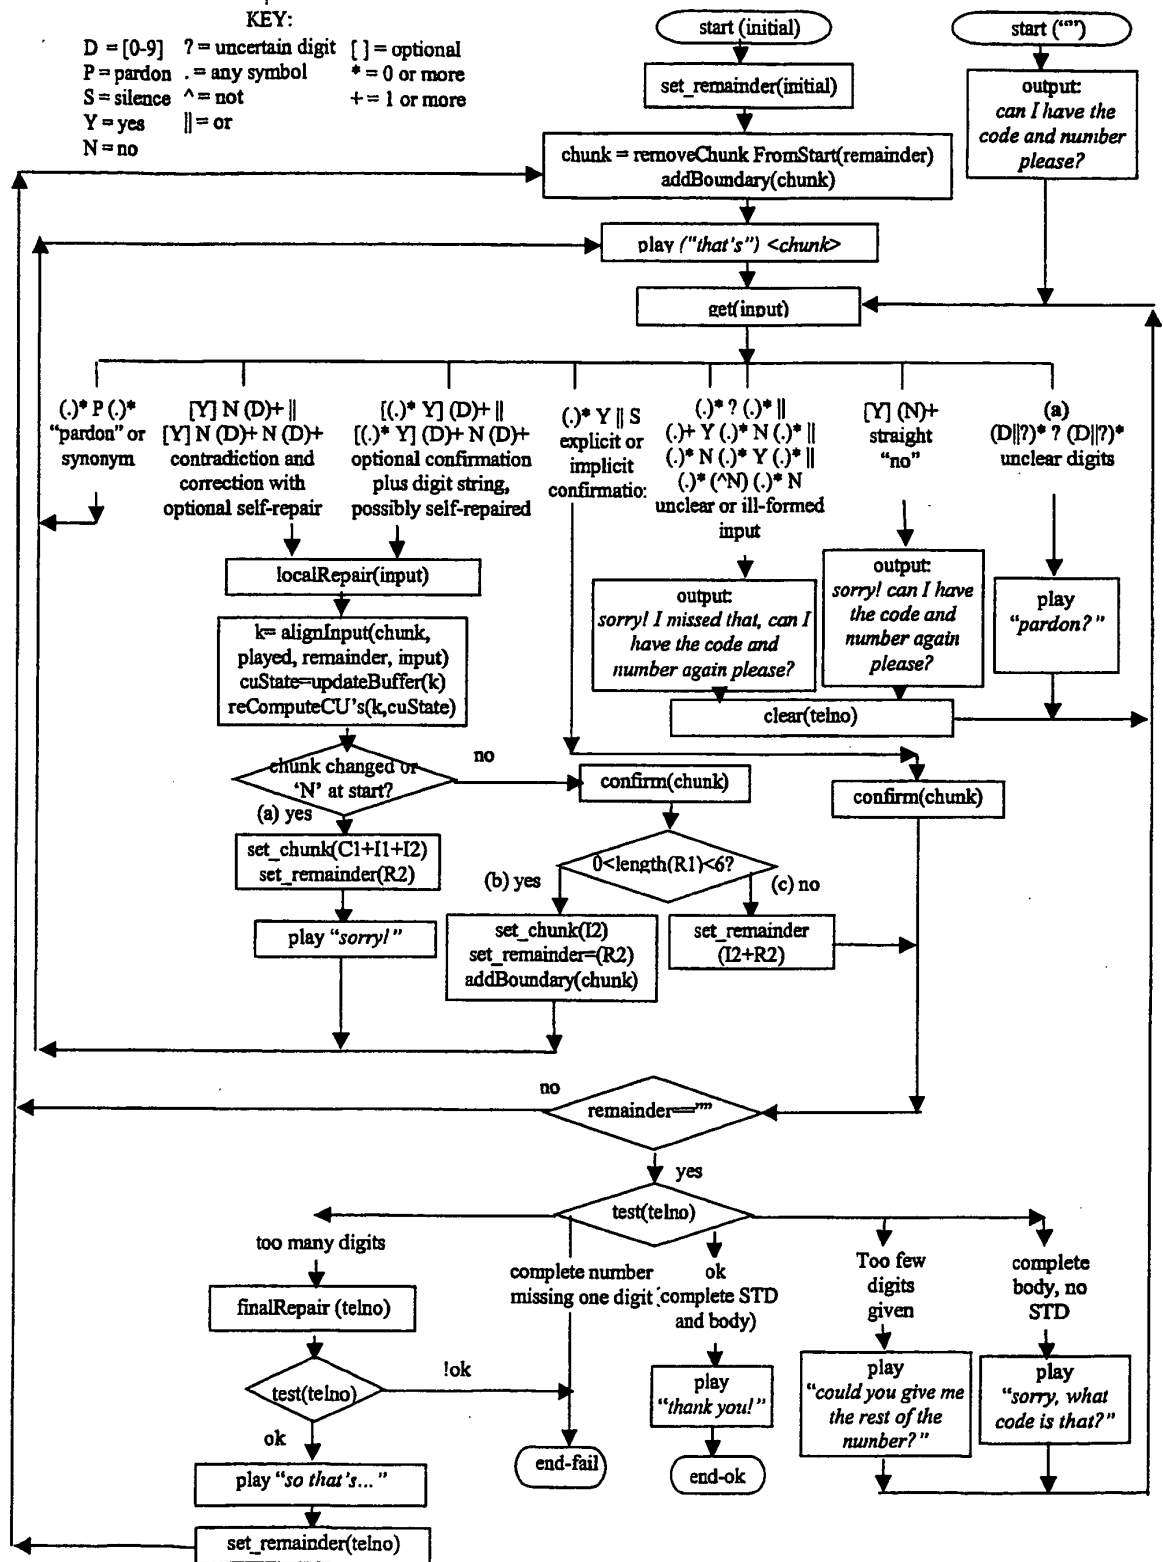 KEY:
D = [0-9] ? = uncertain digit [ ] = optional
P = pardon . = any symbol * = 0 or more
S = silence ^ = not + = 1 or more
Y = yes || = or
N = no
start (initial)
start (“”)
set_remainder(initial)
output:
can I have the
code and number
please?
chunk = removeChunk FromStart(remainder)
addBoundary(chunk)
play ("that's") <chunk>
get(input)
(.)* P (.)*
“pardon” or
synonym
[Y] N (D)+ ||
[Y] N (D)+ N (D)+
contradiction and
correction with
optional self-repair
[(.)* Y] (D)+ ||
[(.)* Y] (D)+ N (D)+
optional confirmation
plus digit string,
possibly self-repaired
(.)* Y || S
explicit or
implicit
confirmatio:
(.)* ? (.)* ||
(.)+ Y (.)* N (.)* ||
(.)* N (.)* Y (.)* ||
(.)* (^N) (.)* N
unclear or ill-formed
input
[Y] (N)+
straight
“no”
(a)
(D||?)* ? (D||?)*
unclear digits
localRepair(input)
k= alignInput(chunk,
played, remainder, input)
cuState=updateBuffer(k)
reComputeCU's(k,cuState)
output:
sorry! I missed that, can I
have the code and
number again please?
output:
sorry! can I have
the code and
number again
please?
play
“pardon?”
clear(telno)
chunk changed or
‘N’ at start?
no
(a) yes
confirm(chunk)
confirm(chunk)
set_chunk(C1+I1+I2)
set_remainder(R2)
0<length(R1)<6?
(b) yes
(c) no
play “sorry!”
set_chunk(I2)
set_remainder=(R2)
addBoundary(chunk)
set_remainder
(I2+R2)
no
remainder==””
yes
test(telno)
too many digits
complete number
missing one digit
ok
complete STD
and body)
Too few
digits
given
complete
body, no
STD
finalRepair (telno)
test(telno)
!ok
ok
play
“thank you!”
play
“could you give me
the rest of the
number?”
play
“sorry, what
code is that?”
end-fail
end-ok
play “so that's...”
set_remainder(telno)